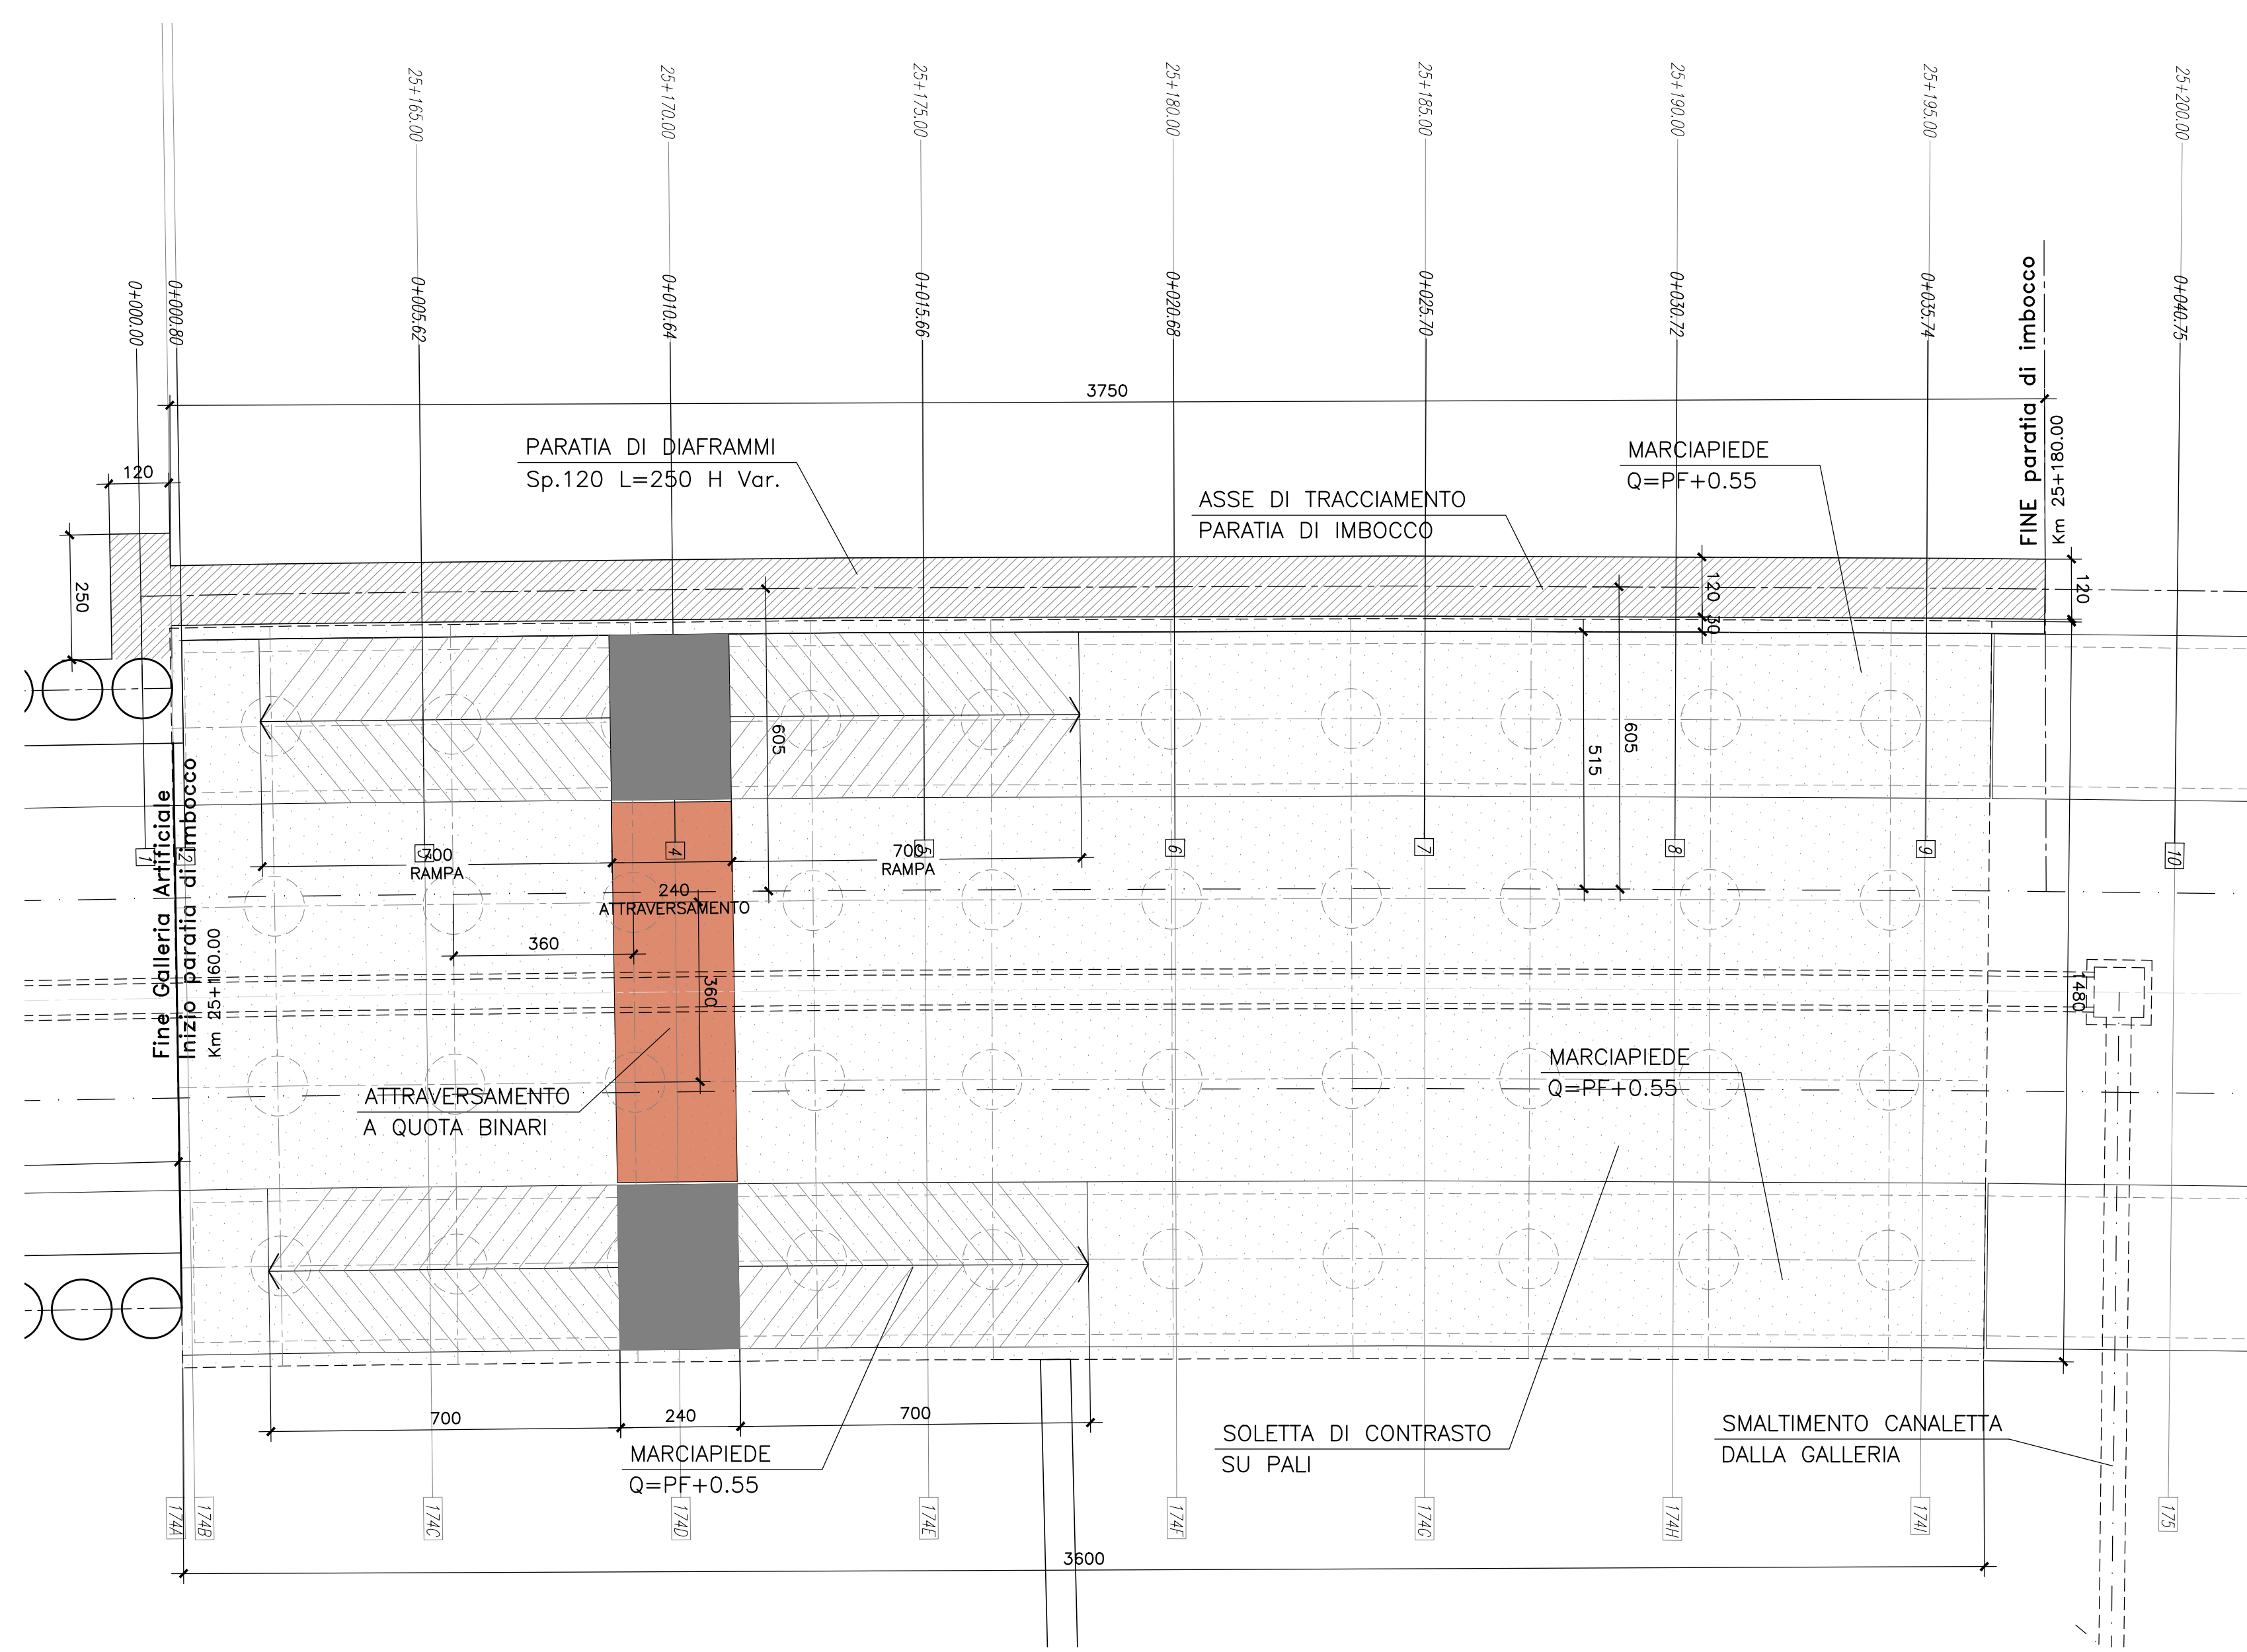 25+165.00
25+170.00
25+175.00
25+180.00
25+185.00
25+190.00
25+195.00
25+200.00
0+000.00
0+000.80
0+005.62
0+010.64
0+015.66
0+020.68
0+025.70
0+030.72
0+035.74
0+040.75
FINE paratia di imbocco
Km 25+180.00
3750
120
250
PARATIA DI DIAFRAMMI
Sp.120 L=250 H Var.
ASSE DI TRACCIAMENTO
PARATIA DI IMBOCCO
MARCIAPIEDE
Q=PF+0.55
120
30
120
605
515
605
Fine Galleria Artificiale
Inizio paratia di imbocco
Km 25+160.00
1
2
3
4
5
6
7
8
9
10
700
RAMPA
700
RAMPA
240
ATTRAVERSAMENTO
360
360
1480
ATTRAVERSAMENTO
A QUOTA BINARI
MARCIAPIEDE
Q=PF+0.55
700
240
700
MARCIAPIEDE
Q=PF+0.55
SOLETTA DI CONTRASTO
SU PALI
SMALTIMENTO CANALETTA
DALLA GALLERIA
174A
174B
174C
174D
174E
174F
174G
174H
174I
175
3600